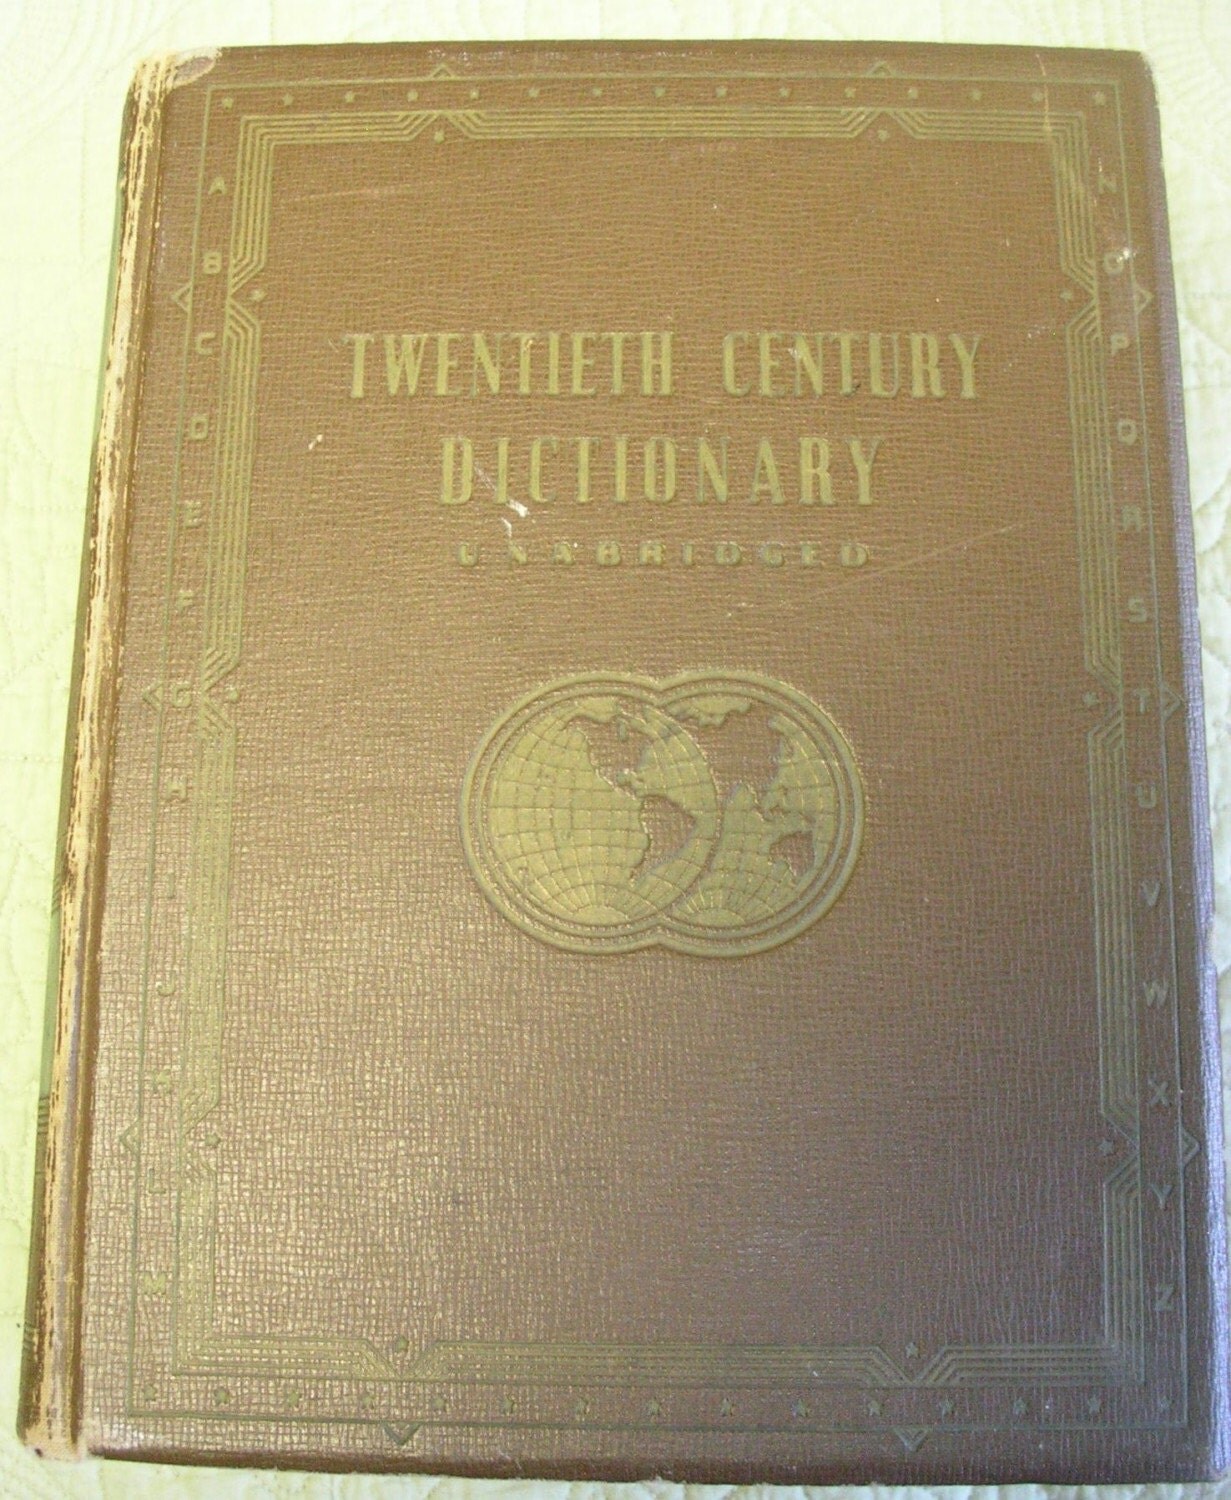 TWENTIETH CENTURY
DICTIONARY
UNABRIDGED
A
B
C
D
E
F
G
H
I
J
K
L
M
N
O
P
Q
R
S
T
U
V
W
X
Y
Z